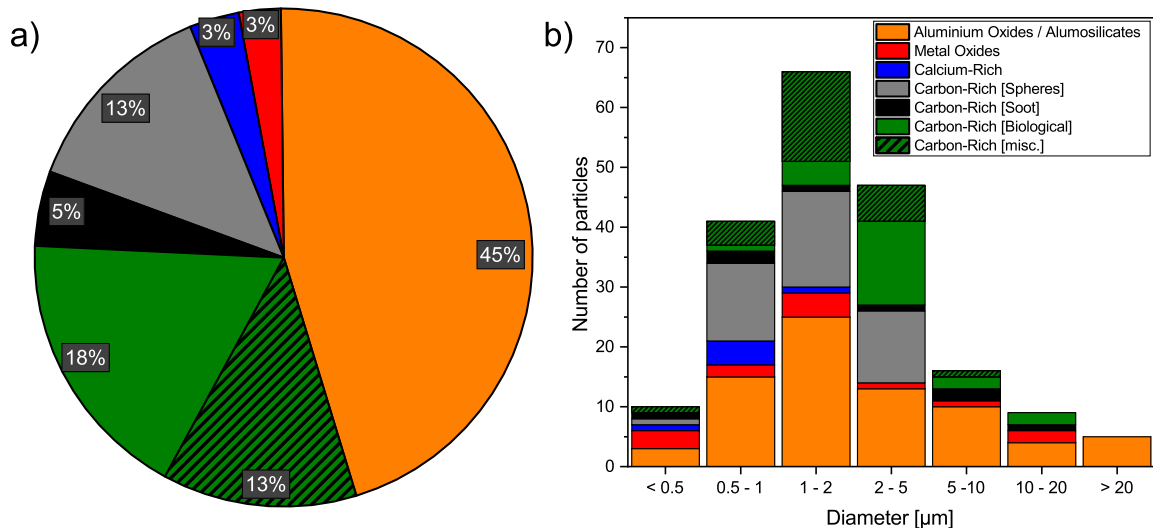 a)
3%
3%
13%
5%
45%
18%
13%
b)
Aluminium Oxides / Alumosilicates
Metal Oxides
Calcium-Rich
Carbon-Rich [Spheres]
Carbon-Rich [Soot]
Carbon-Rich [Biological]
Carbon-Rich [misc.]
Number of particles
70
60
50
40
30
20
10
0
< 0.5
0.5 - 1
1 - 2
2 - 5
5 -10
10 - 20
> 20
Diameter [µm]